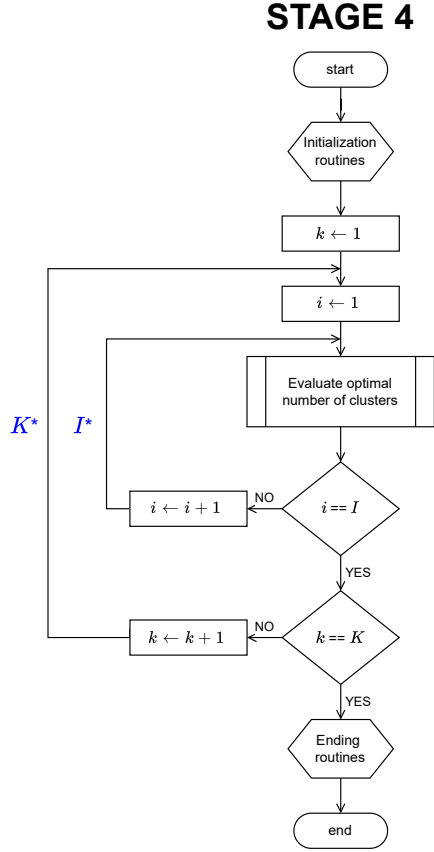 STAGE 4
start
Initialization
routines
k ← 1
i ← 1
Evaluate optimal
number of clusters
K*
I*
i ← i + 1
NO
i == I
YES
k ← k + 1
NO
k == K
YES
Ending
routines
end